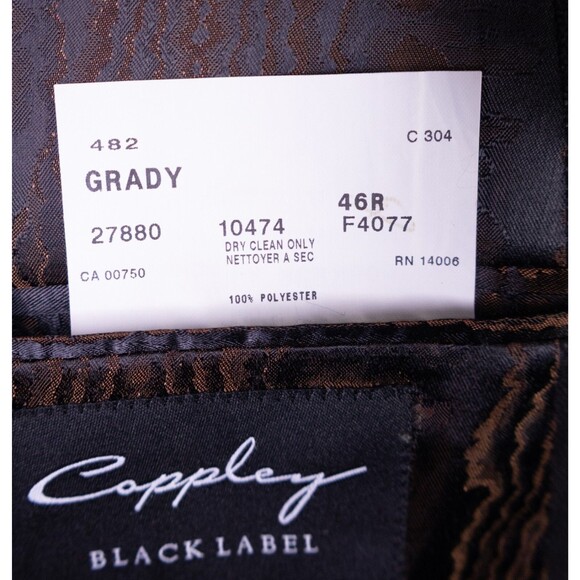 482 C 304
GRADY
46R
27880 10474 F4077
DRY CLEAN ONLY
NETTOYER A SEC
CA 00750 RN 14006
100% POLYESTER
Coppley
BLACK LABEL